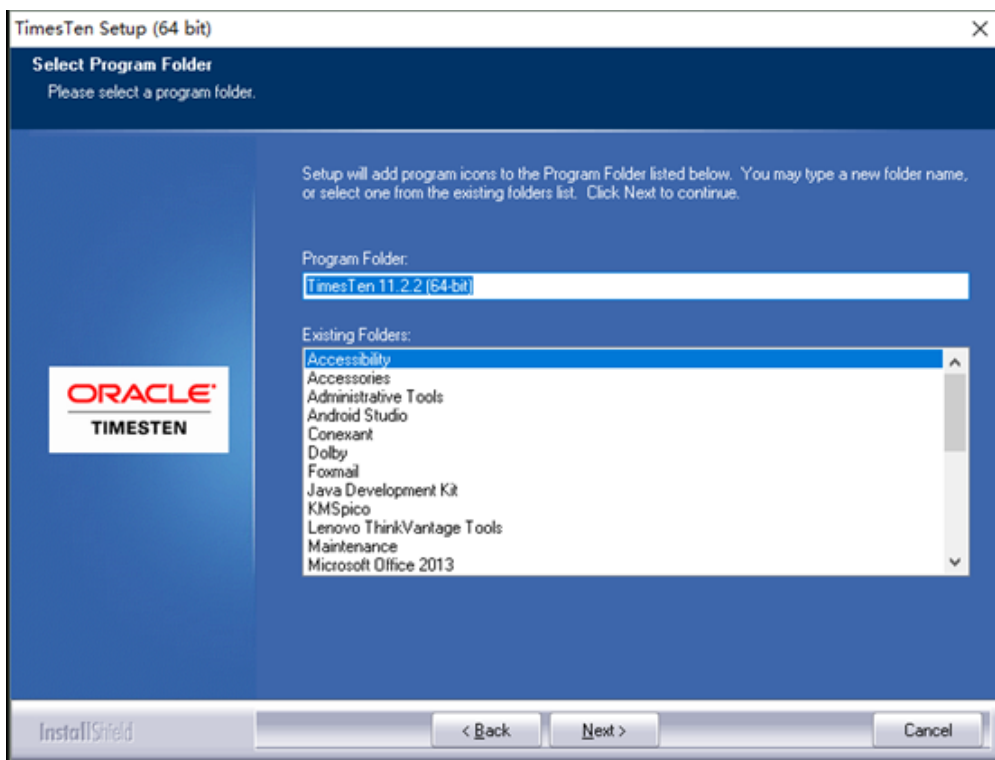 TimesTen Setup (64 bit)
Select Program Folder
Please select a program folder.
Setup will add program icons to the Program Folder listed below. You may type a new folder name,
or select one from the existing folders list. Click Next to continue.
Program Folder:
TimesTen 11.2.2 (64-bit)
Existing Folders:
Accessibility
Accessories
Administrative Tools
Android Studio
Conexant
Dolby
Foxmail
Java Development Kit
KMSpico
Lenovo ThinkVantage Tools
Maintenance
Microsoft Office 2013
ORACLE
TIMESTEN
InstallShield
< Back
Next >
Cancel